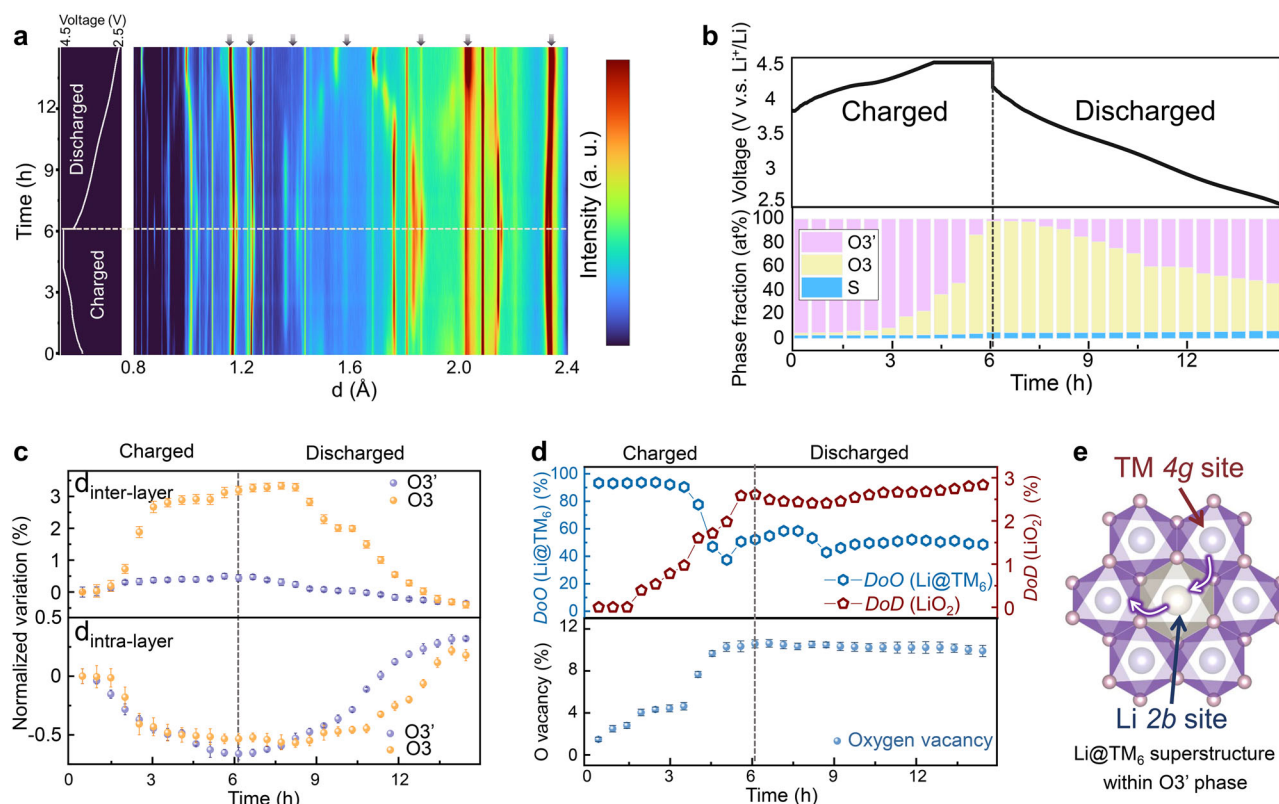 a
Voltage (V)
4.5
2.5
Discharged
Charged
Time (h)
12
9
6
3
0
0.8
1.2
1.6
2.0
2.4
d (Å)
Intensity (a. u.)
b
Voltage (V v.s. Li⁺/Li)
4.5
4
3.5
3
2.5
Charged
Discharged
Phase fraction (at%)
100
80
60
40
20
0
O3'
O3
S
0
3
6
9
12
Time (h)
c
Charged
Discharged
Normalized variation (%)
d inter-layer
O3'
O3
3
2
1
0
0.5
d intra-layer
0
-0.5
O3'
O3
0
3
6
9
12
Time (h)
d
Charged
Discharged
DoO (Li@TM₆) (%)
100
80
60
40
20
0
DoD (LiO₂) (%)
3
2
1
0
DoO (Li@TM₆)
DoD (LiO₂)
O vacancy (%)
12
8
4
0
Oxygen vacancy
0
3
6
9
12
Time (h)
e
TM 4g site
Li 2b site
Li@TM₆ superstructure
within O3' phase